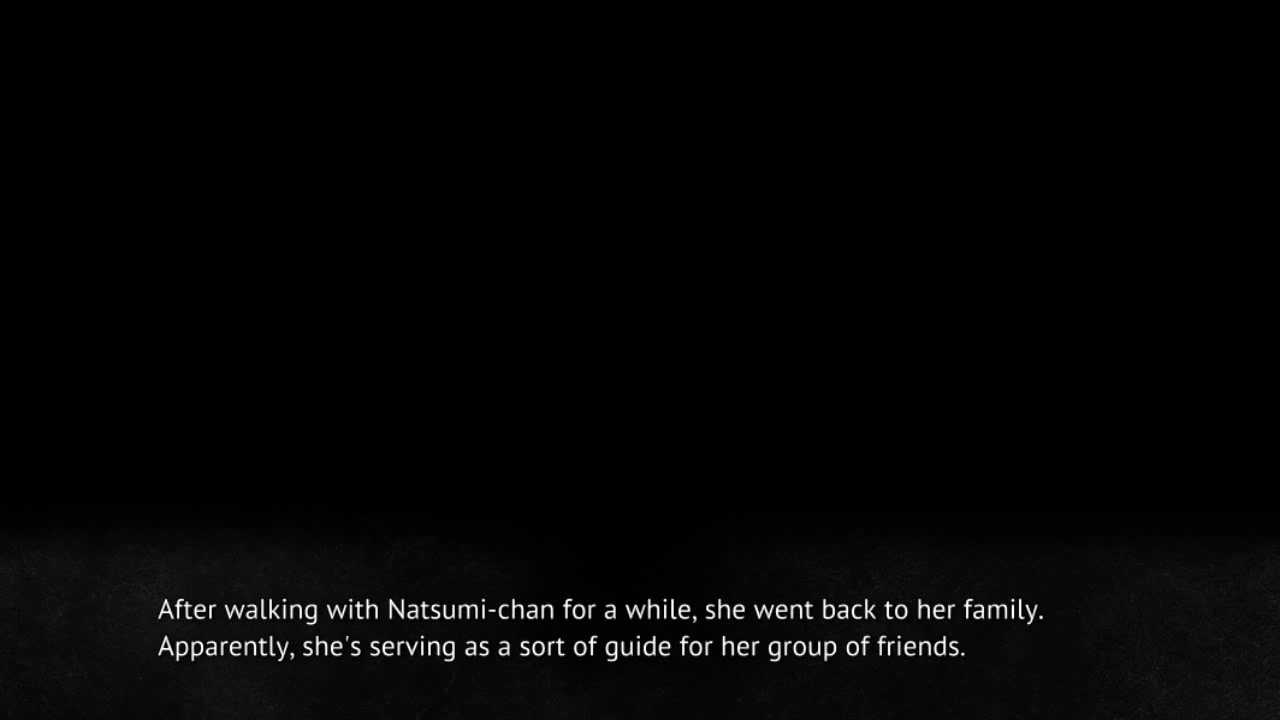 After walking with Natsumi-chan for a while, she went back to her family.
Apparently, she's serving as a sort of guide for her group of friends.